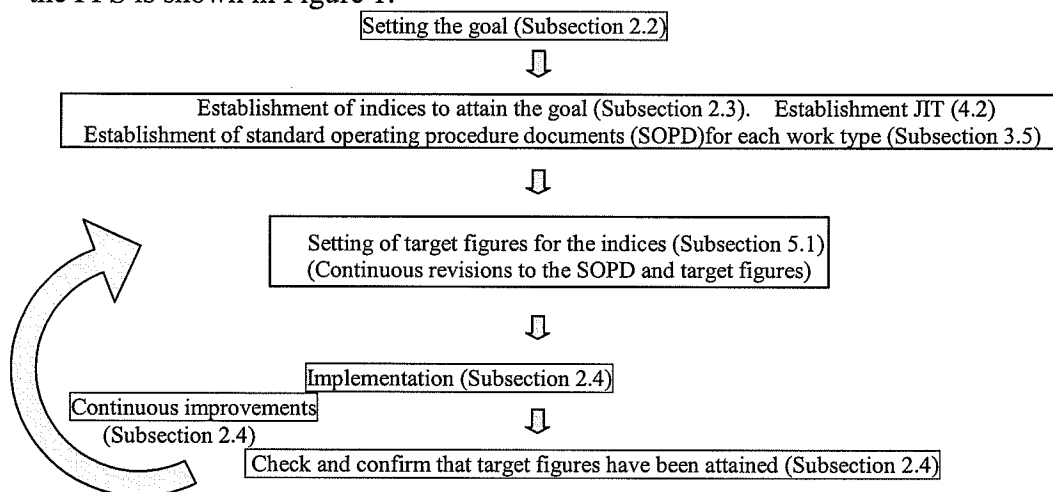 the PPS is shown in Figure 1.
Setting the goal (Subsection 2.2)
Establishment of indices to attain the goal (Subsection 2.3). Establishment JIT (4.2)
Establishment of standard operating procedure documents (SOPD)for each work type (Subsection 3.5)
Setting of target figures for the indices (Subsection 5.1)
(Continuous revisions to the SOPD and target figures)
Implementation (Subsection 2.4)
Continuous improvements
(Subsection 2.4)
Check and confirm that target figures have been attained (Subsection 2.4)